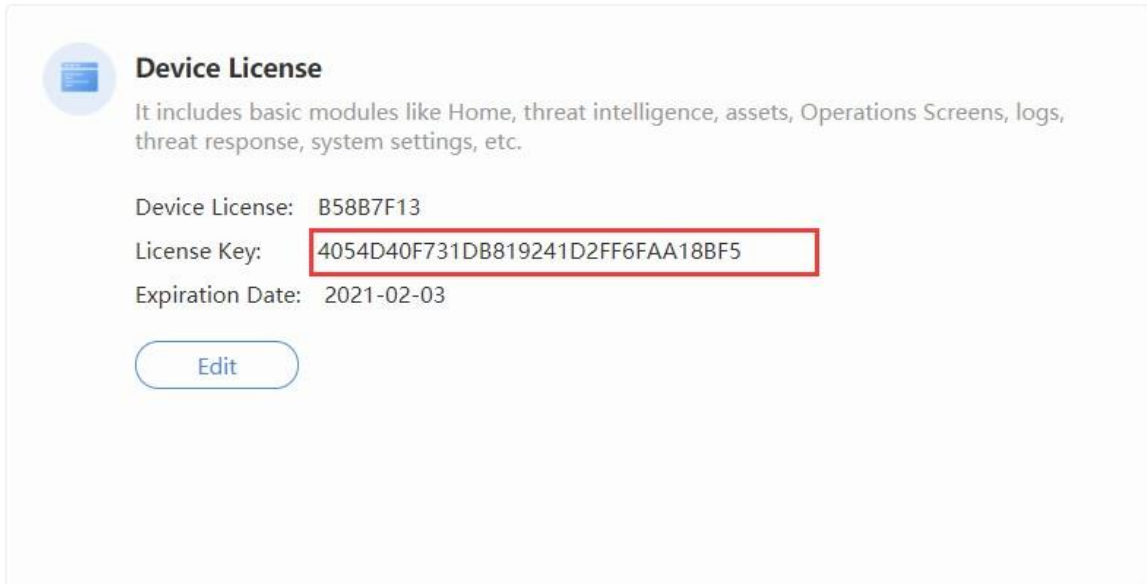 Device License
It includes basic modules like Home, threat intelligence, assets, Operations Screens, logs,
threat response, system settings, etc.
Device License: B58B7F13
License Key: 4054D40F731DB819241D2FF6FAA18BF5
Expiration Date: 2021-02-03
Edit